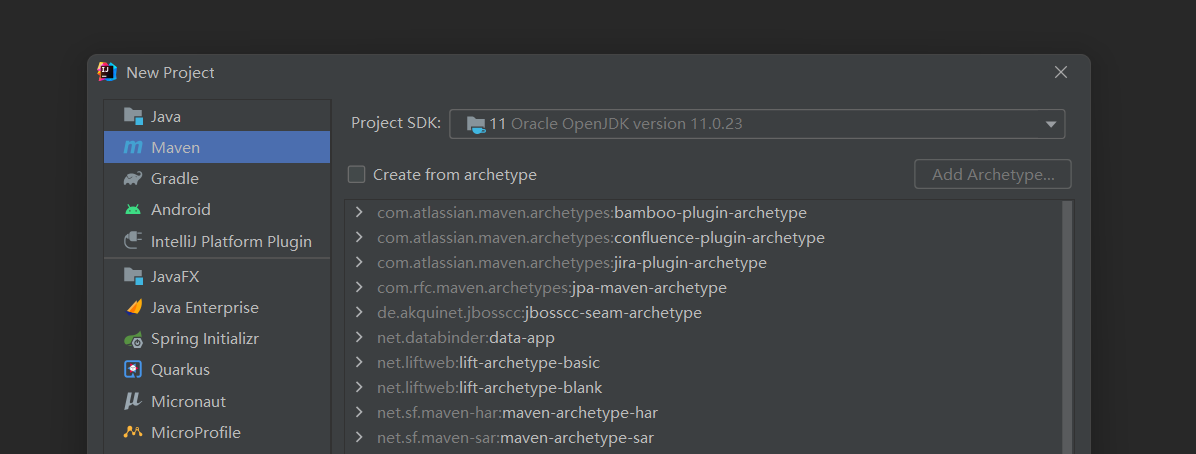 New Project
Java
Maven
Gradle
Android
IntelliJ Platform Plugin
JavaFX
Java Enterprise
Spring Initializr
Quarkus
Micronaut
MicroProfile
Project SDK: 11 Oracle OpenJDK version 11.0.23
Create from archetype Add Archetype...
com.atlassian.maven.archetypes:bamboo-plugin-archetype
com.atlassian.maven.archetypes:confluence-plugin-archetype
com.atlassian.maven.archetypes:jira-plugin-archetype
com.rfc.maven.archetypes:jpa-maven-archetype
de.akquinet.jbosscc:jbosscc-seam-archetype
net.databinder:data-app
net.liftweb:lift-archetype-basic
net.liftweb:lift-archetype-blank
net.sf.maven-har:maven-archetype-har
net.sf.maven-sar:maven-archetype-sar